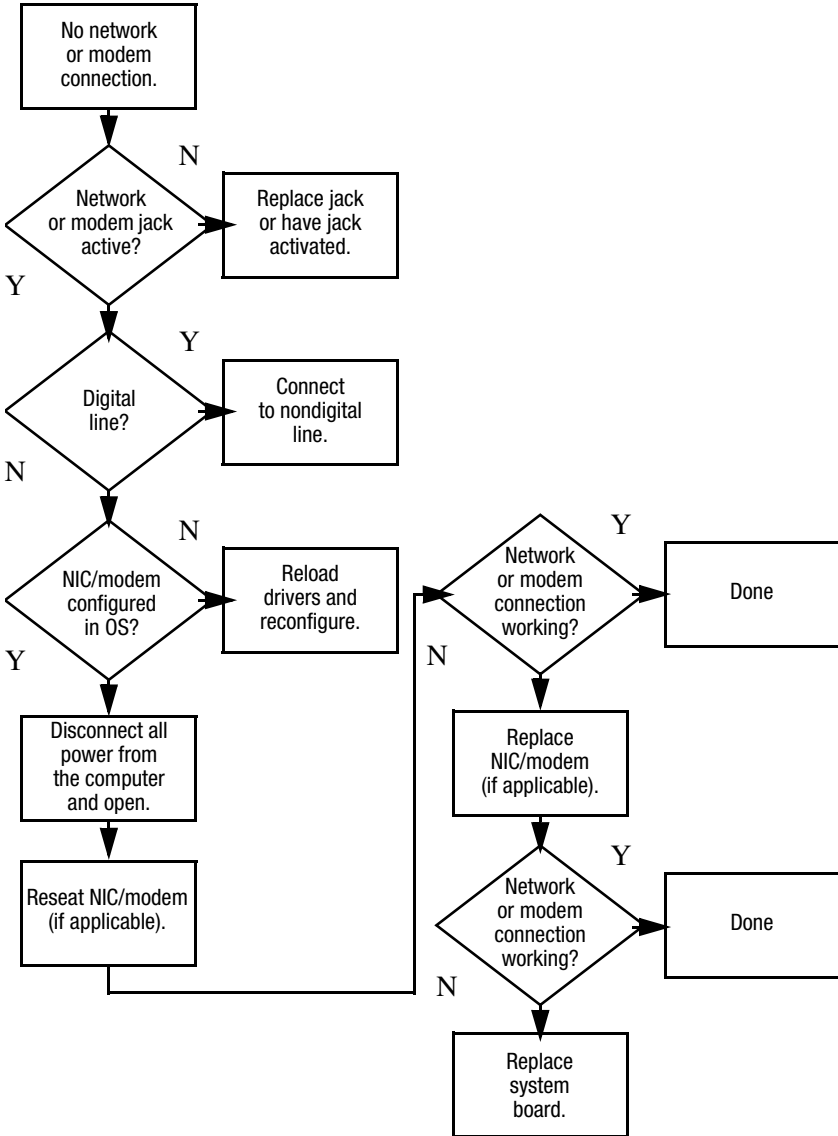 No network
or modem
connection.
N
Network
or modem jack
active?
Replace jack
or have jack
activated.
Y
Y
Digital
line?
Connect
to nondigital
line.
N
N
NIC/modem
configured
in OS?
Reload
drivers and
reconfigure.
Y
Disconnect all
power from
the computer
and open.
Reseat NIC/modem
(if applicable).
Y
Network
or modem
connection
working?
Done
N
Replace
NIC/modem
(if applicable).
Y
Network
or modem
connection
working?
Done
N
Replace
system
board.